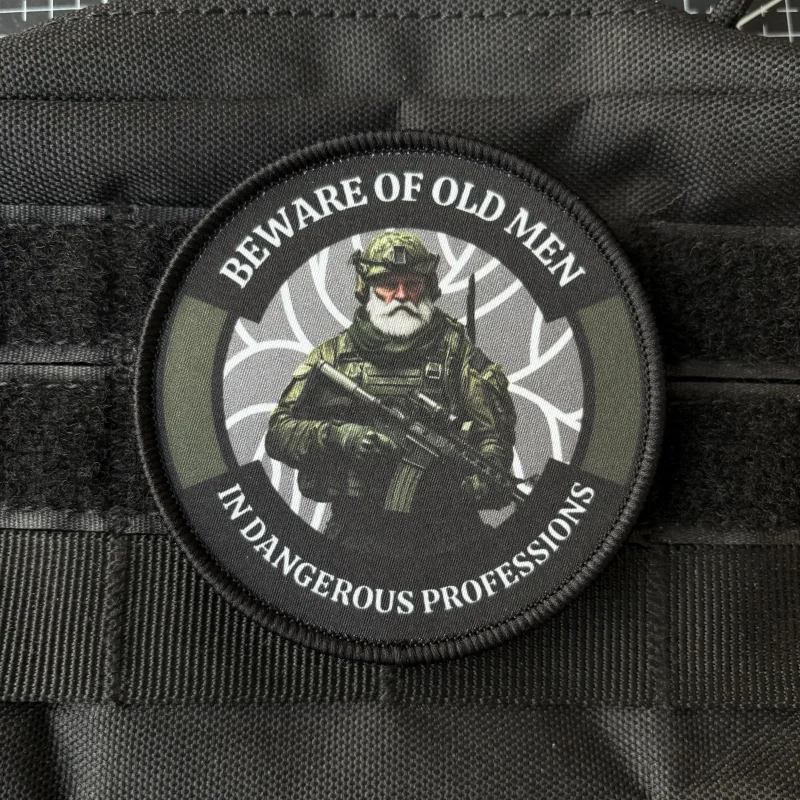 BEWARE OF OLD MEN
IN DANGEROUS PROFESSIONS